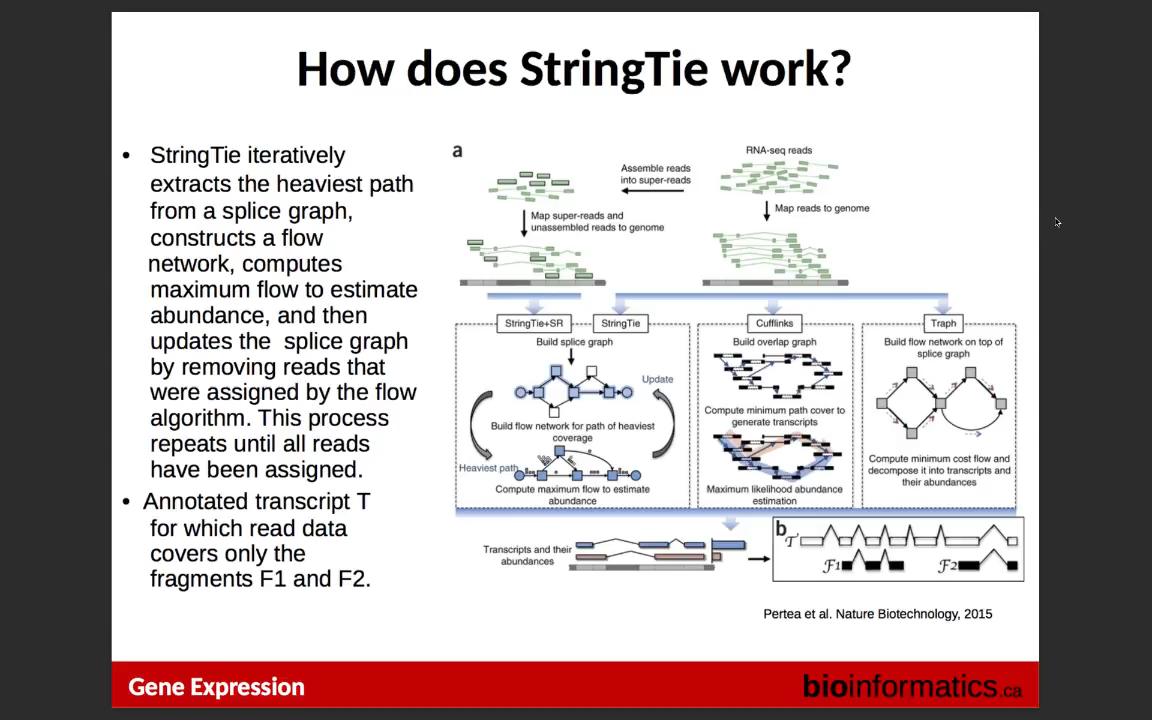 How does StringTie work?
• StringTie iteratively
extracts the heaviest path
from a splice graph,
constructs a flow
network, computes
maximum flow to estimate
abundance, and then
updates the splice graph
by removing reads that
were assigned by the flow
algorithm. This process
repeats until all reads
have been assigned.
• Annotated transcript T
for which read data
covers only the
fragments F1 and F2.
a
RNA-seq reads
Assemble reads
into super-reads
Map super-reads and
unassembled reads to genome
Map reads to genome
StringTie+SR
StringTie
Build splice graph
Update
Build flow network for path of heaviest
coverage
Heaviest path
Compute maximum flow to estimate
abundance
Cufflinks
Build overlap graph
Compute minimum path cover to
generate transcripts
Maximum likelihood abundance
estimation
Traph
Build flow network on top of
splice graph
Compute minimum cost flow and
decompose it into transcripts and
their abundances
Transcripts and their
abundances
b
T
F1
F2
Pertea et al. Nature Biotechnology, 2015
Gene Expression
bioinformatics.ca